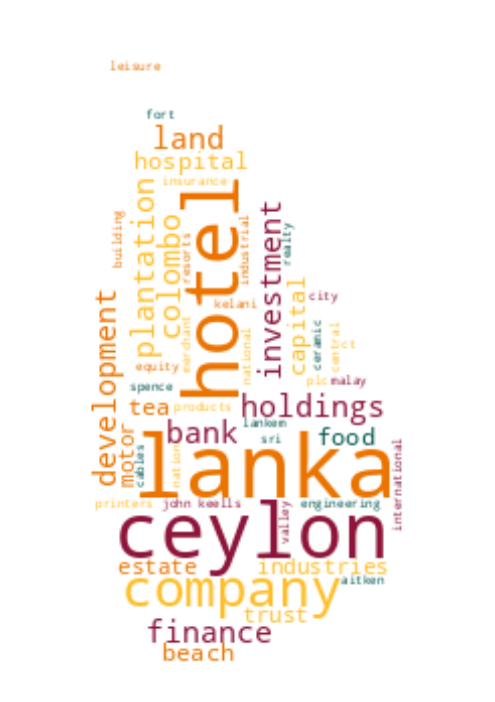 leisure
fort
land
hospital
insurance
plantation
colombo
hotel
building
resorts
industrial
investment
realty
development
kelani
city
capital
ceramic
central
ct
merchant
national
equity
plc
malay
spence
tea
products
holdings
motor
bank
lankem
sri
food
cables
nation
lanka
international
printers
john keells
valley
engineering
ceylon
estate
industries
company
aitken
trust
finance
beach